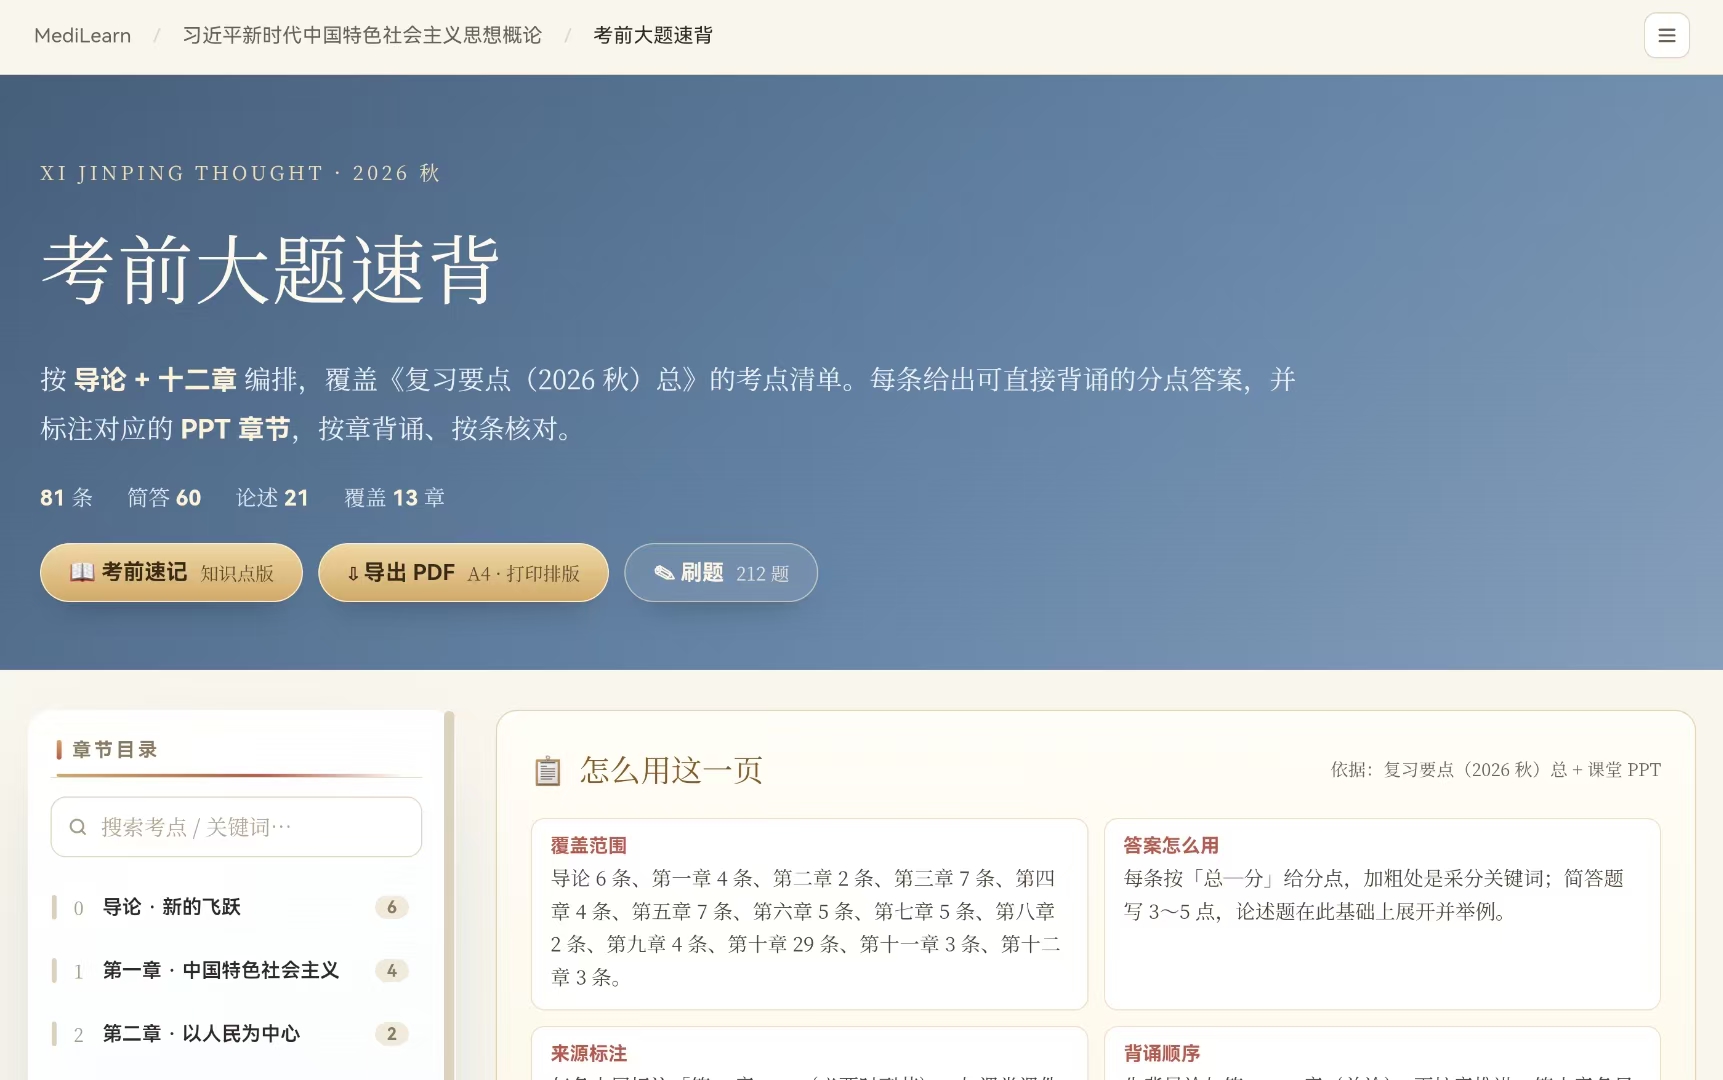 MediLearn / 习近平新时代中国特色社会主义思想概论 / 考前大题速背
XI JINPING THOUGHT · 2026 秋
考前大题速背
按 导论 + 十二章 编排，覆盖《复习要点（2026 秋）总》的考点清单。每条给出可直接背诵的分点答案，并
标注对应的 PPT 章节，按章背诵、按条核对。
81 条 简答 60 论述 21 覆盖 13 章
📖 考前速记 知识点版 ⇩ 导出 PDF A4 · 打印排版 ✎ 刷题 212 题
章节目录
搜索考点 / 关键词…
0 导论 · 新的飞跃 6
1 第一章 · 中国特色社会主义 4
2 第二章 · 以人民为中心 2
📋 怎么用这一页
依据：复习要点（2026 秋）总 + 课堂 PPT
覆盖范围
导论 6 条、第一章 4 条、第二章 2 条、第三章 7 条、第四
章 4 条、第五章 7 条、第六章 5 条、第七章 5 条、第八章
2 条、第九章 4 条、第十章 29 条、第十一章 3 条、第十二
章 3 条。
答案怎么用
每条按「总—分」给分点，加粗处是采分关键词；简答题
写 3～5 点，论述题在此基础上展开并举例。
来源标注
背诵顺序